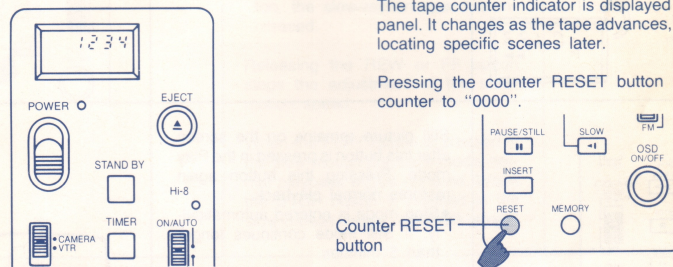 1234
POWER
EJECT
STAND BY
Hi-8
TIMER
ON/AUTO
• CAMERA
• VTR
The tape counter indicator is displayed
panel. It changes as the tape advances,
locating specific scenes later.
Pressing the counter RESET button
counter to “0000”.
PAUSE/STILL
SLOW
FM
INSERT
OSD
ON/OFF
RESET
MEMORY
Counter RESET
button